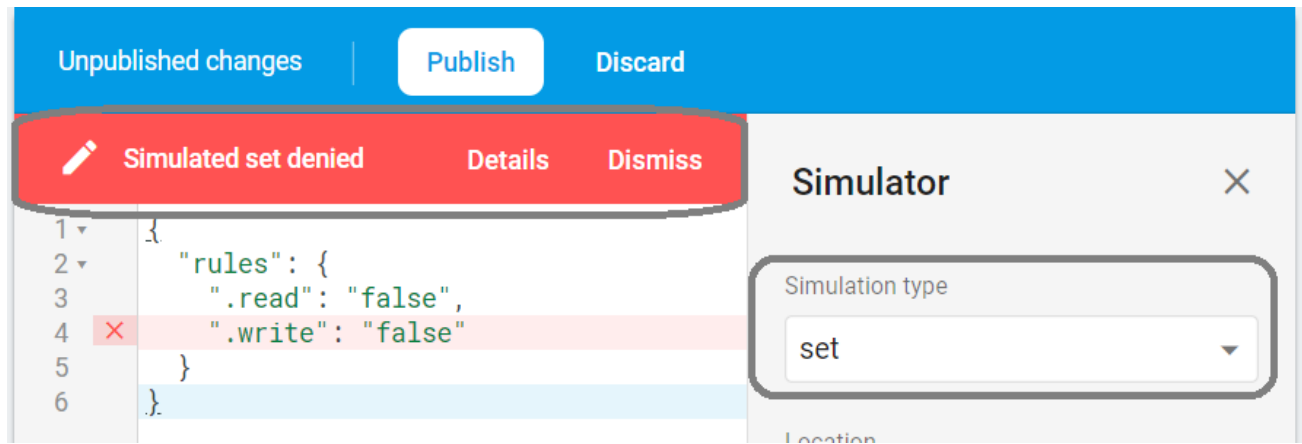 Unpublished changes Publish Discard
Simulated set denied Details Dismiss
Simulator
1 {
2 "rules": {
3 ".read": "false",
4 ".write": "false"
5 }
6 }
Simulation type
set
Location